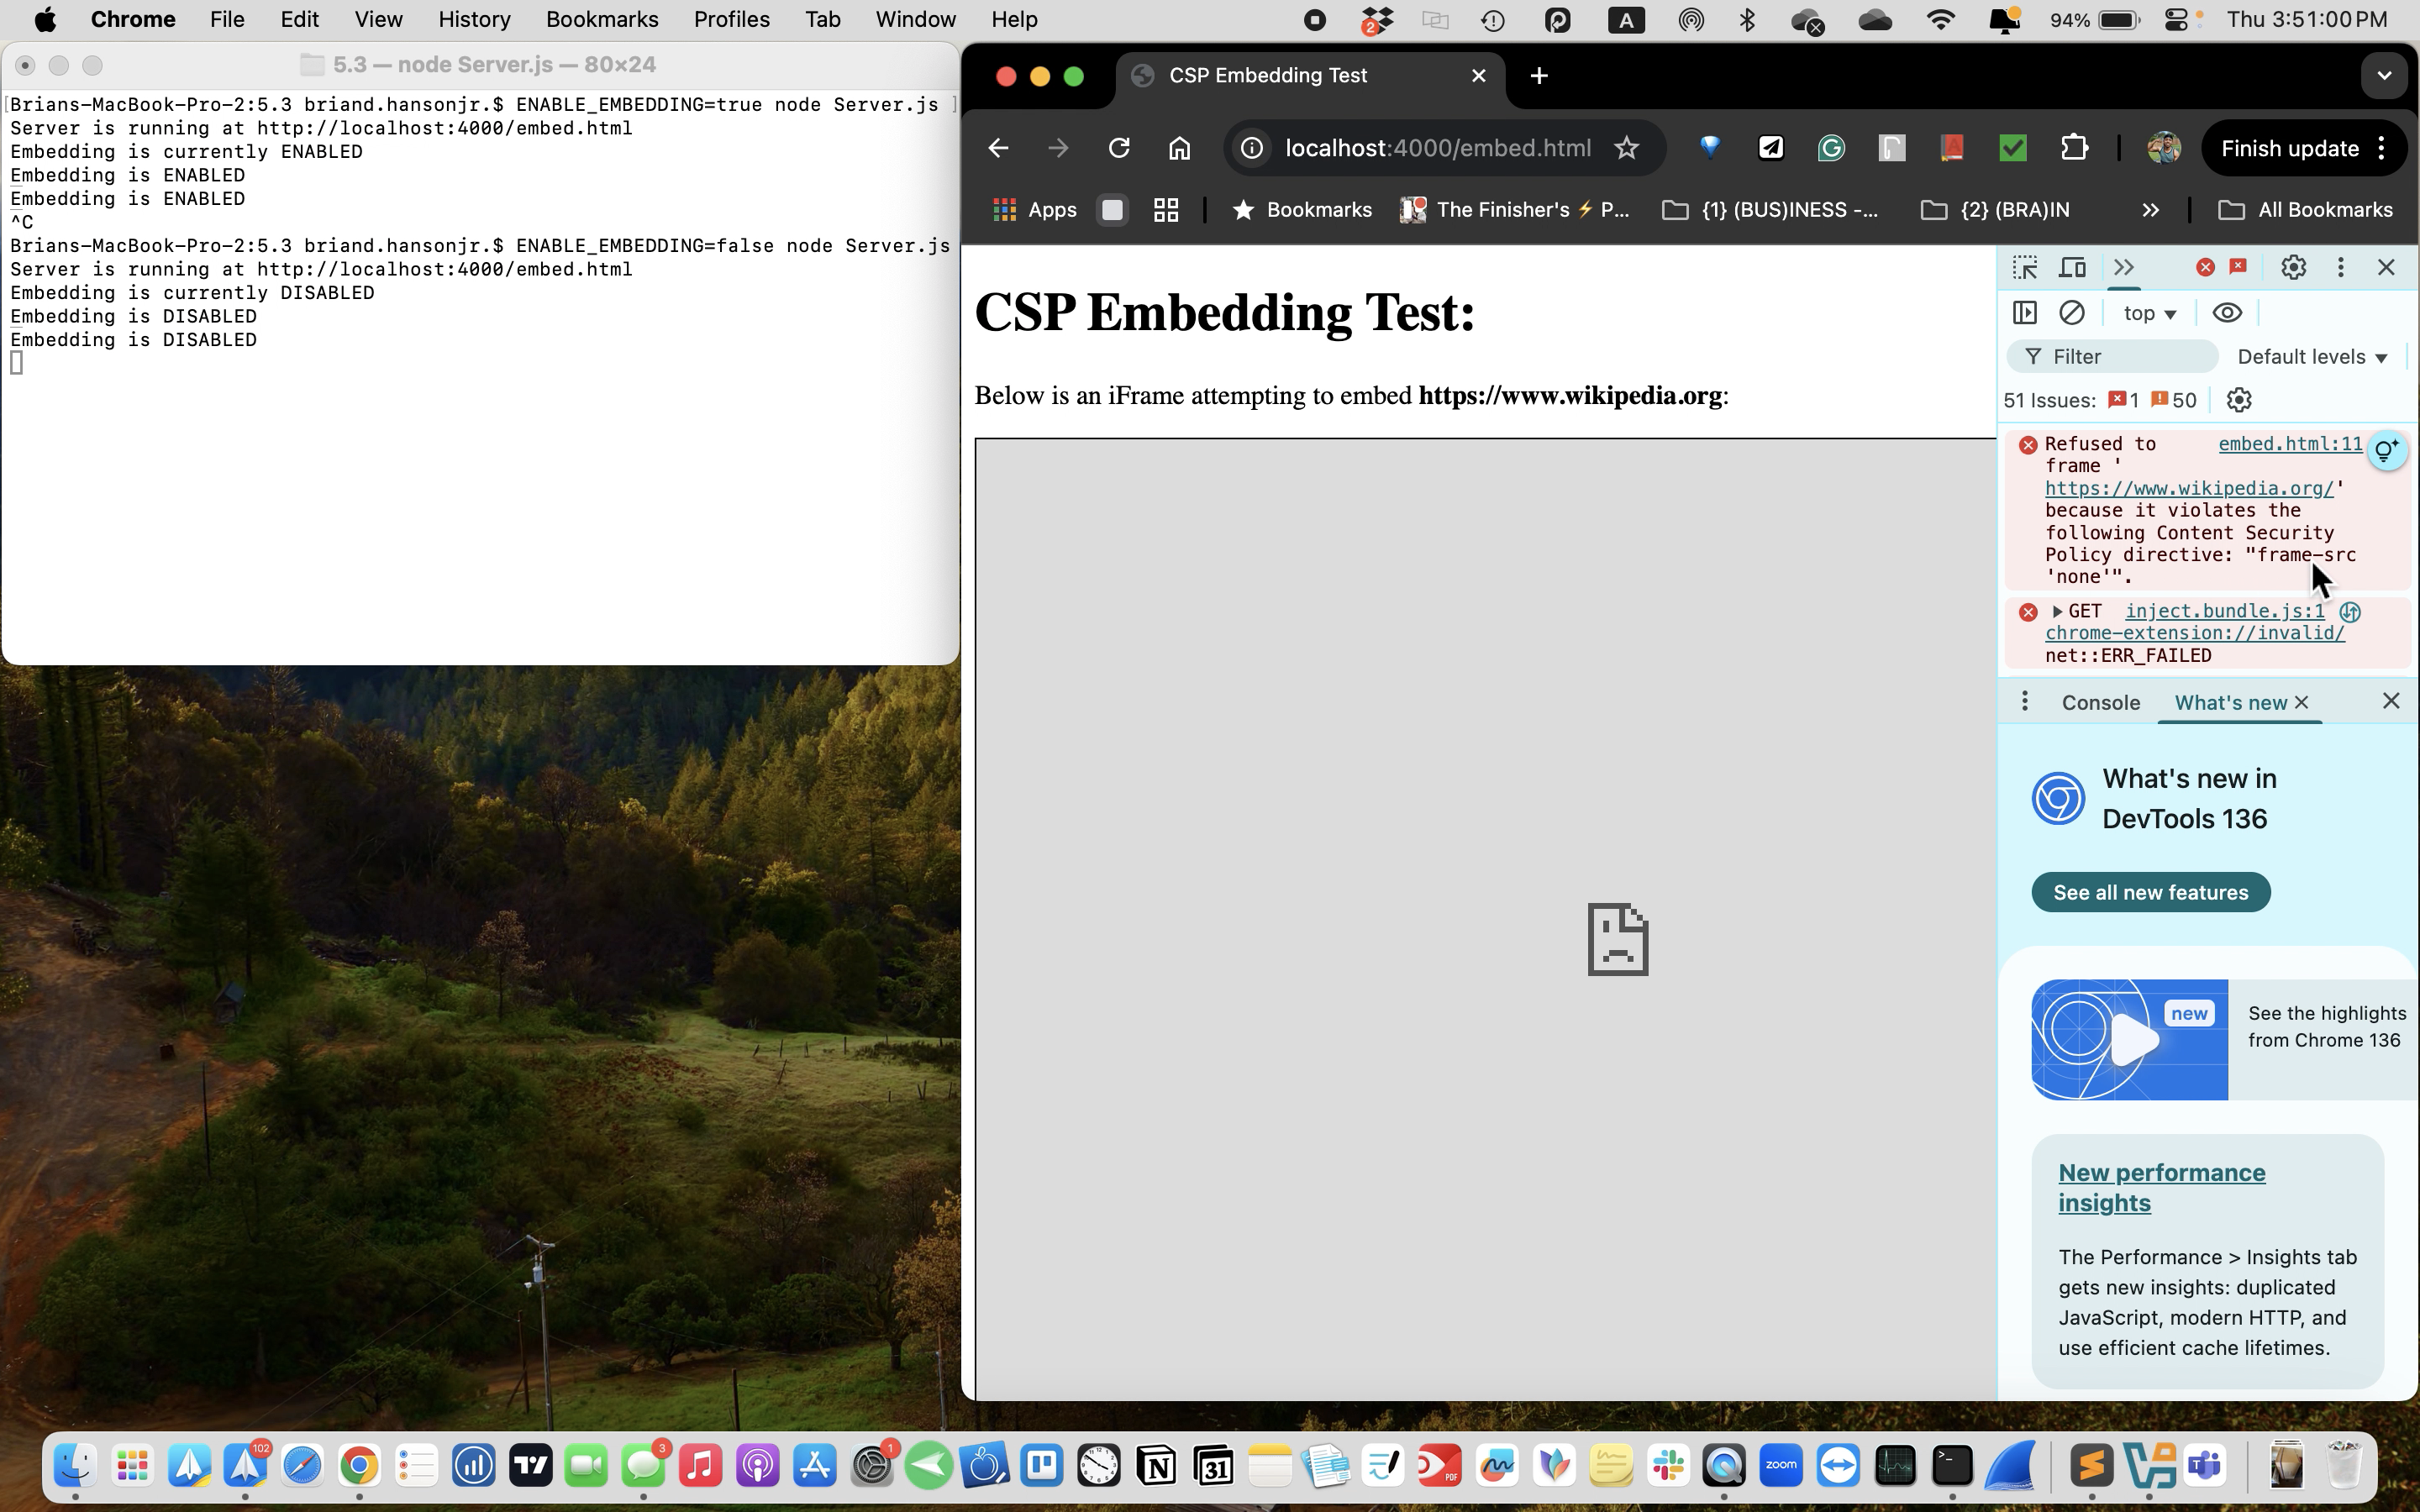 Chrome File Edit View History Bookmarks Profiles Tab Window Help
2 A 94% Thu 3:51:00 PM
5.3 — node Server.js — 80×24
[Brians-MacBook-Pro-2:5.3 briand.hansonjr.$ ENABLE_EMBEDDING=true node Server.js ]
Server is running at http://localhost:4000/embed.html
Embedding is currently ENABLED
Embedding is ENABLED
Embedding is ENABLED
^C
Brians-MacBook-Pro-2:5.3 briand.hansonjr.$ ENABLE_EMBEDDING=false node Server.js
Server is running at http://localhost:4000/embed.html
Embedding is currently DISABLED
Embedding is DISABLED
Embedding is DISABLED
CSP Embedding Test
localhost:4000/embed.html
Finish update
Apps
Bookmarks
The Finisher's ⚡ P...
{1} (BUS)INESS -...
{2} (BRA)IN
All Bookmarks
CSP Embedding Test:
Below is an iFrame attempting to embed https://www.wikipedia.org:
top
Filter Default levels
51 Issues: 1 50
Refused to embed.html:11
frame '
https://www.wikipedia.org/'
because it violates the
following Content Security
Policy directive: "frame-src
'none'".
GET inject.bundle.js:1
chrome-extension://invalid/
net::ERR_FAILED
Console What's new
What's new in
DevTools 136
See all new features
new
See the highlights
from Chrome 136
New performance
insights
The Performance > Insights tab
gets new insights: duplicated
JavaScript, modern HTTP, and
use efficient cache lifetimes.
102 3 1 31 PDF zoom